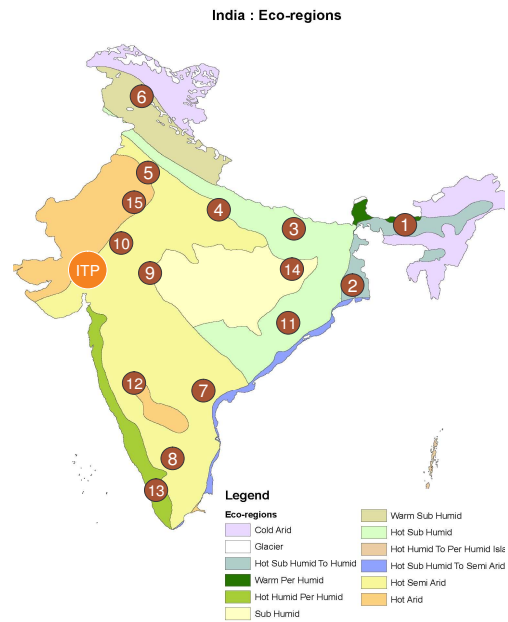 India : Eco-regions
6
5
15
4
1
3
10
ITP
9
14
2
11
12
7
8
13
Legend
Eco-regions
Cold Arid
Glacier
Hot Sub Humid To Humid
Warm Per Humid
Hot Humid Per Humid
Sub Humid
Warm Sub Humid
Hot Sub Humid
Hot Humid To Per Humid Isla
Hot Sub Humid To Semi Arid
Hot Semi Arid
Hot Arid